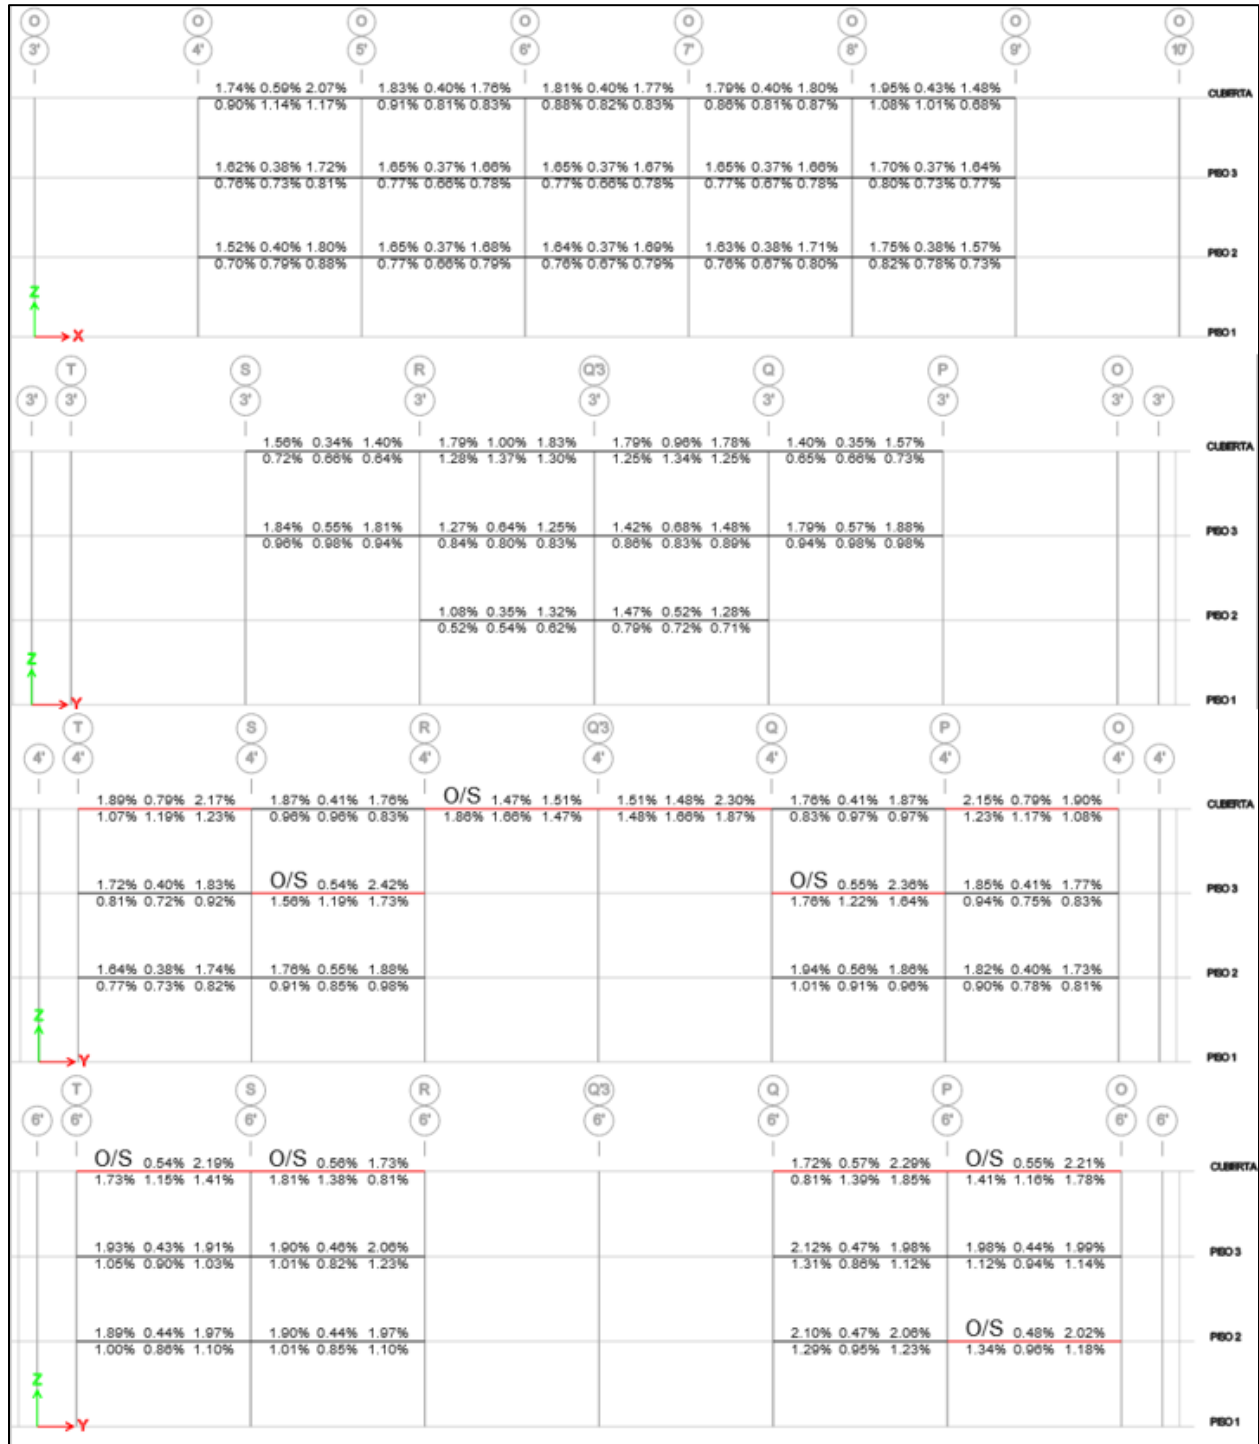 O O O O O O O O
3' 4' 5' 6' 7' 8' 9' 10'
1.74% 0.59% 2.07% 1.83% 0.40% 1.76% 1.81% 0.40% 1.77% 1.79% 0.40% 1.80% 1.95% 0.43% 1.48%
CUBIERTA
0.90% 1.14% 1.17% 0.91% 0.81% 0.83% 0.88% 0.82% 0.83% 0.86% 0.81% 0.87% 1.08% 1.01% 0.68%
1.62% 0.38% 1.72% 1.65% 0.37% 1.66% 1.65% 0.37% 1.67% 1.65% 0.37% 1.66% 1.70% 0.37% 1.64%
PISO 3
0.76% 0.73% 0.81% 0.77% 0.66% 0.78% 0.77% 0.66% 0.78% 0.77% 0.67% 0.78% 0.80% 0.73% 0.77%
1.52% 0.40% 1.80% 1.65% 0.37% 1.68% 1.64% 0.37% 1.69% 1.63% 0.38% 1.71% 1.75% 0.38% 1.57%
PISO 2
0.70% 0.79% 0.88% 0.77% 0.66% 0.79% 0.76% 0.67% 0.79% 0.76% 0.67% 0.80% 0.82% 0.78% 0.73%
Z
X
PISO 1
T S R Q'3 Q P O
3' 3' 3' 3' 3' 3' 3' 3' 3'
1.56% 0.34% 1.40% 1.79% 1.00% 1.83% 1.79% 0.96% 1.78% 1.40% 0.35% 1.57%
CUBIERTA
0.72% 0.66% 0.64% 1.28% 1.37% 1.30% 1.25% 1.34% 1.25% 0.65% 0.66% 0.73%
1.84% 0.55% 1.81% 1.27% 0.64% 1.25% 1.42% 0.68% 1.48% 1.79% 0.57% 1.88%
PISO 3
0.96% 0.98% 0.94% 0.84% 0.80% 0.83% 0.86% 0.83% 0.89% 0.94% 0.98% 0.98%
1.08% 0.35% 1.32% 1.47% 0.52% 1.28%
PISO 2
0.52% 0.54% 0.62% 0.79% 0.72% 0.71%
Z
Y
PISO 1
T S R Q'3 Q P O
4' 4' 4' 4' 4' 4' 4' 4' 4'
1.89% 0.79% 2.17% 1.87% 0.41% 1.76% O/S 1.47% 1.51% 1.51% 1.48% 2.30% 1.76% 0.41% 1.87% 2.15% 0.79% 1.90%
CUBIERTA
1.07% 1.19% 1.23% 0.96% 0.96% 0.83% 1.86% 1.66% 1.47% 1.48% 1.66% 1.87% 0.83% 0.97% 0.97% 1.23% 1.17% 1.08%
1.72% 0.40% 1.83% O/S 0.54% 2.42% O/S 0.55% 2.36% 1.85% 0.41% 1.77%
PISO 3
0.81% 0.72% 0.92% 1.56% 1.19% 1.73% 1.76% 1.22% 1.64% 0.94% 0.75% 0.83%
1.64% 0.38% 1.74% 1.76% 0.55% 1.88% 1.94% 0.56% 1.86% 1.82% 0.40% 1.73%
PISO 2
0.77% 0.73% 0.82% 0.91% 0.85% 0.98% 1.01% 0.91% 0.96% 0.90% 0.78% 0.81%
Z
Y
PISO 1
T S R Q'3 Q P O
6' 6' 6' 6' 6' 6' 6' 6' 6'
O/S 0.54% 2.19% O/S 0.56% 1.73% 1.72% 0.57% 2.29% O/S 0.55% 2.21%
CUBIERTA
1.73% 1.15% 1.41% 1.81% 1.38% 0.81% 0.81% 1.39% 1.85% 1.41% 1.16% 1.78%
1.93% 0.43% 1.91% 1.90% 0.46% 2.06% 2.12% 0.47% 1.98% 1.98% 0.44% 1.99%
PISO 3
1.05% 0.90% 1.03% 1.01% 0.82% 1.23% 1.31% 0.86% 1.12% 1.12% 0.94% 1.14%
1.89% 0.44% 1.97% 1.90% 0.44% 1.97% 2.10% 0.47% 2.06% O/S 0.48% 2.02%
PISO 2
1.00% 0.86% 1.10% 1.01% 0.85% 1.10% 1.29% 0.95% 1.23% 1.34% 0.96% 1.18%
Z
Y
PISO 1